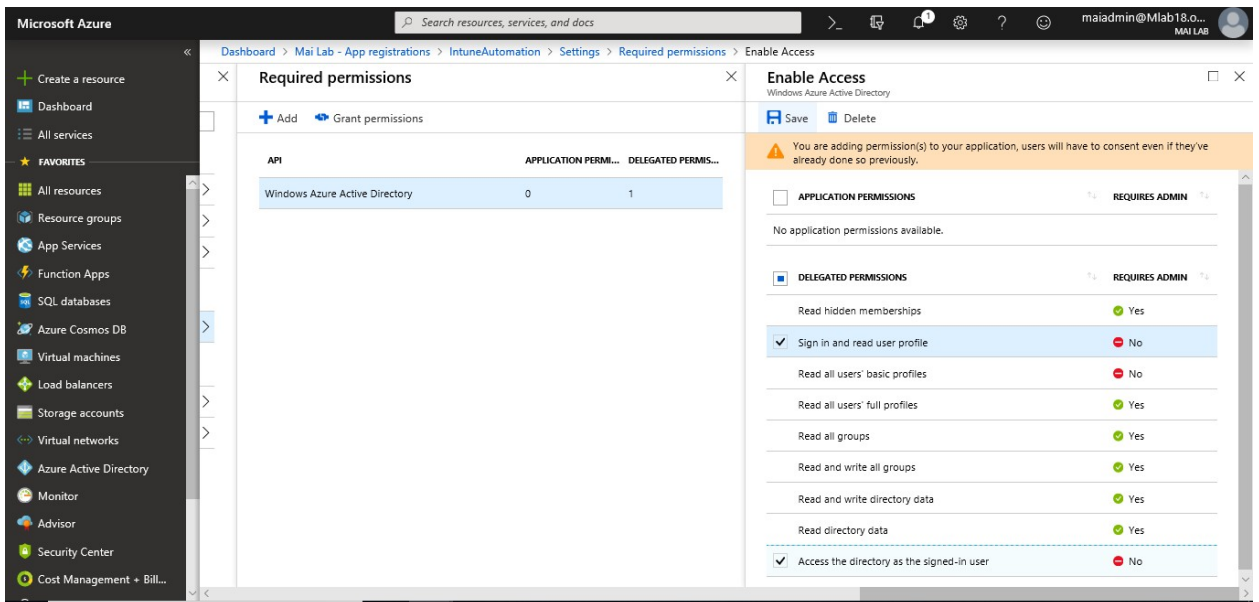 Microsoft Azure
Search resources, services, and docs
>_
1
?
maiadmin@Mlab18.o...
MAI LAB
«
Dashboard > Mai Lab - App registrations > IntuneAutomation > Settings > Required permissions > Enable Access
Create a resource
Dashboard
All services
FAVORITES
All resources
Resource groups
App Services
Function Apps
SQL databases
Azure Cosmos DB
Virtual machines
Load balancers
Storage accounts
Virtual networks
Azure Active Directory
Monitor
Advisor
Security Center
Cost Management + Bill...
Required permissions
Add Grant permissions
API APPLICATION PERMI... DELEGATED PERMIS...
Windows Azure Active Directory 0 1
Enable Access
Windows Azure Active Directory
Save Delete
You are adding permission(s) to your application, users will have to consent even if they've
already done so previously.
APPLICATION PERMISSIONS REQUIRES ADMIN
No application permissions available.
DELEGATED PERMISSIONS REQUIRES ADMIN
Read hidden memberships Yes
Sign in and read user profile No
Read all users' basic profiles No
Read all users' full profiles Yes
Read all groups Yes
Read and write all groups Yes
Read and write directory data Yes
Read directory data Yes
Access the directory as the signed-in user No